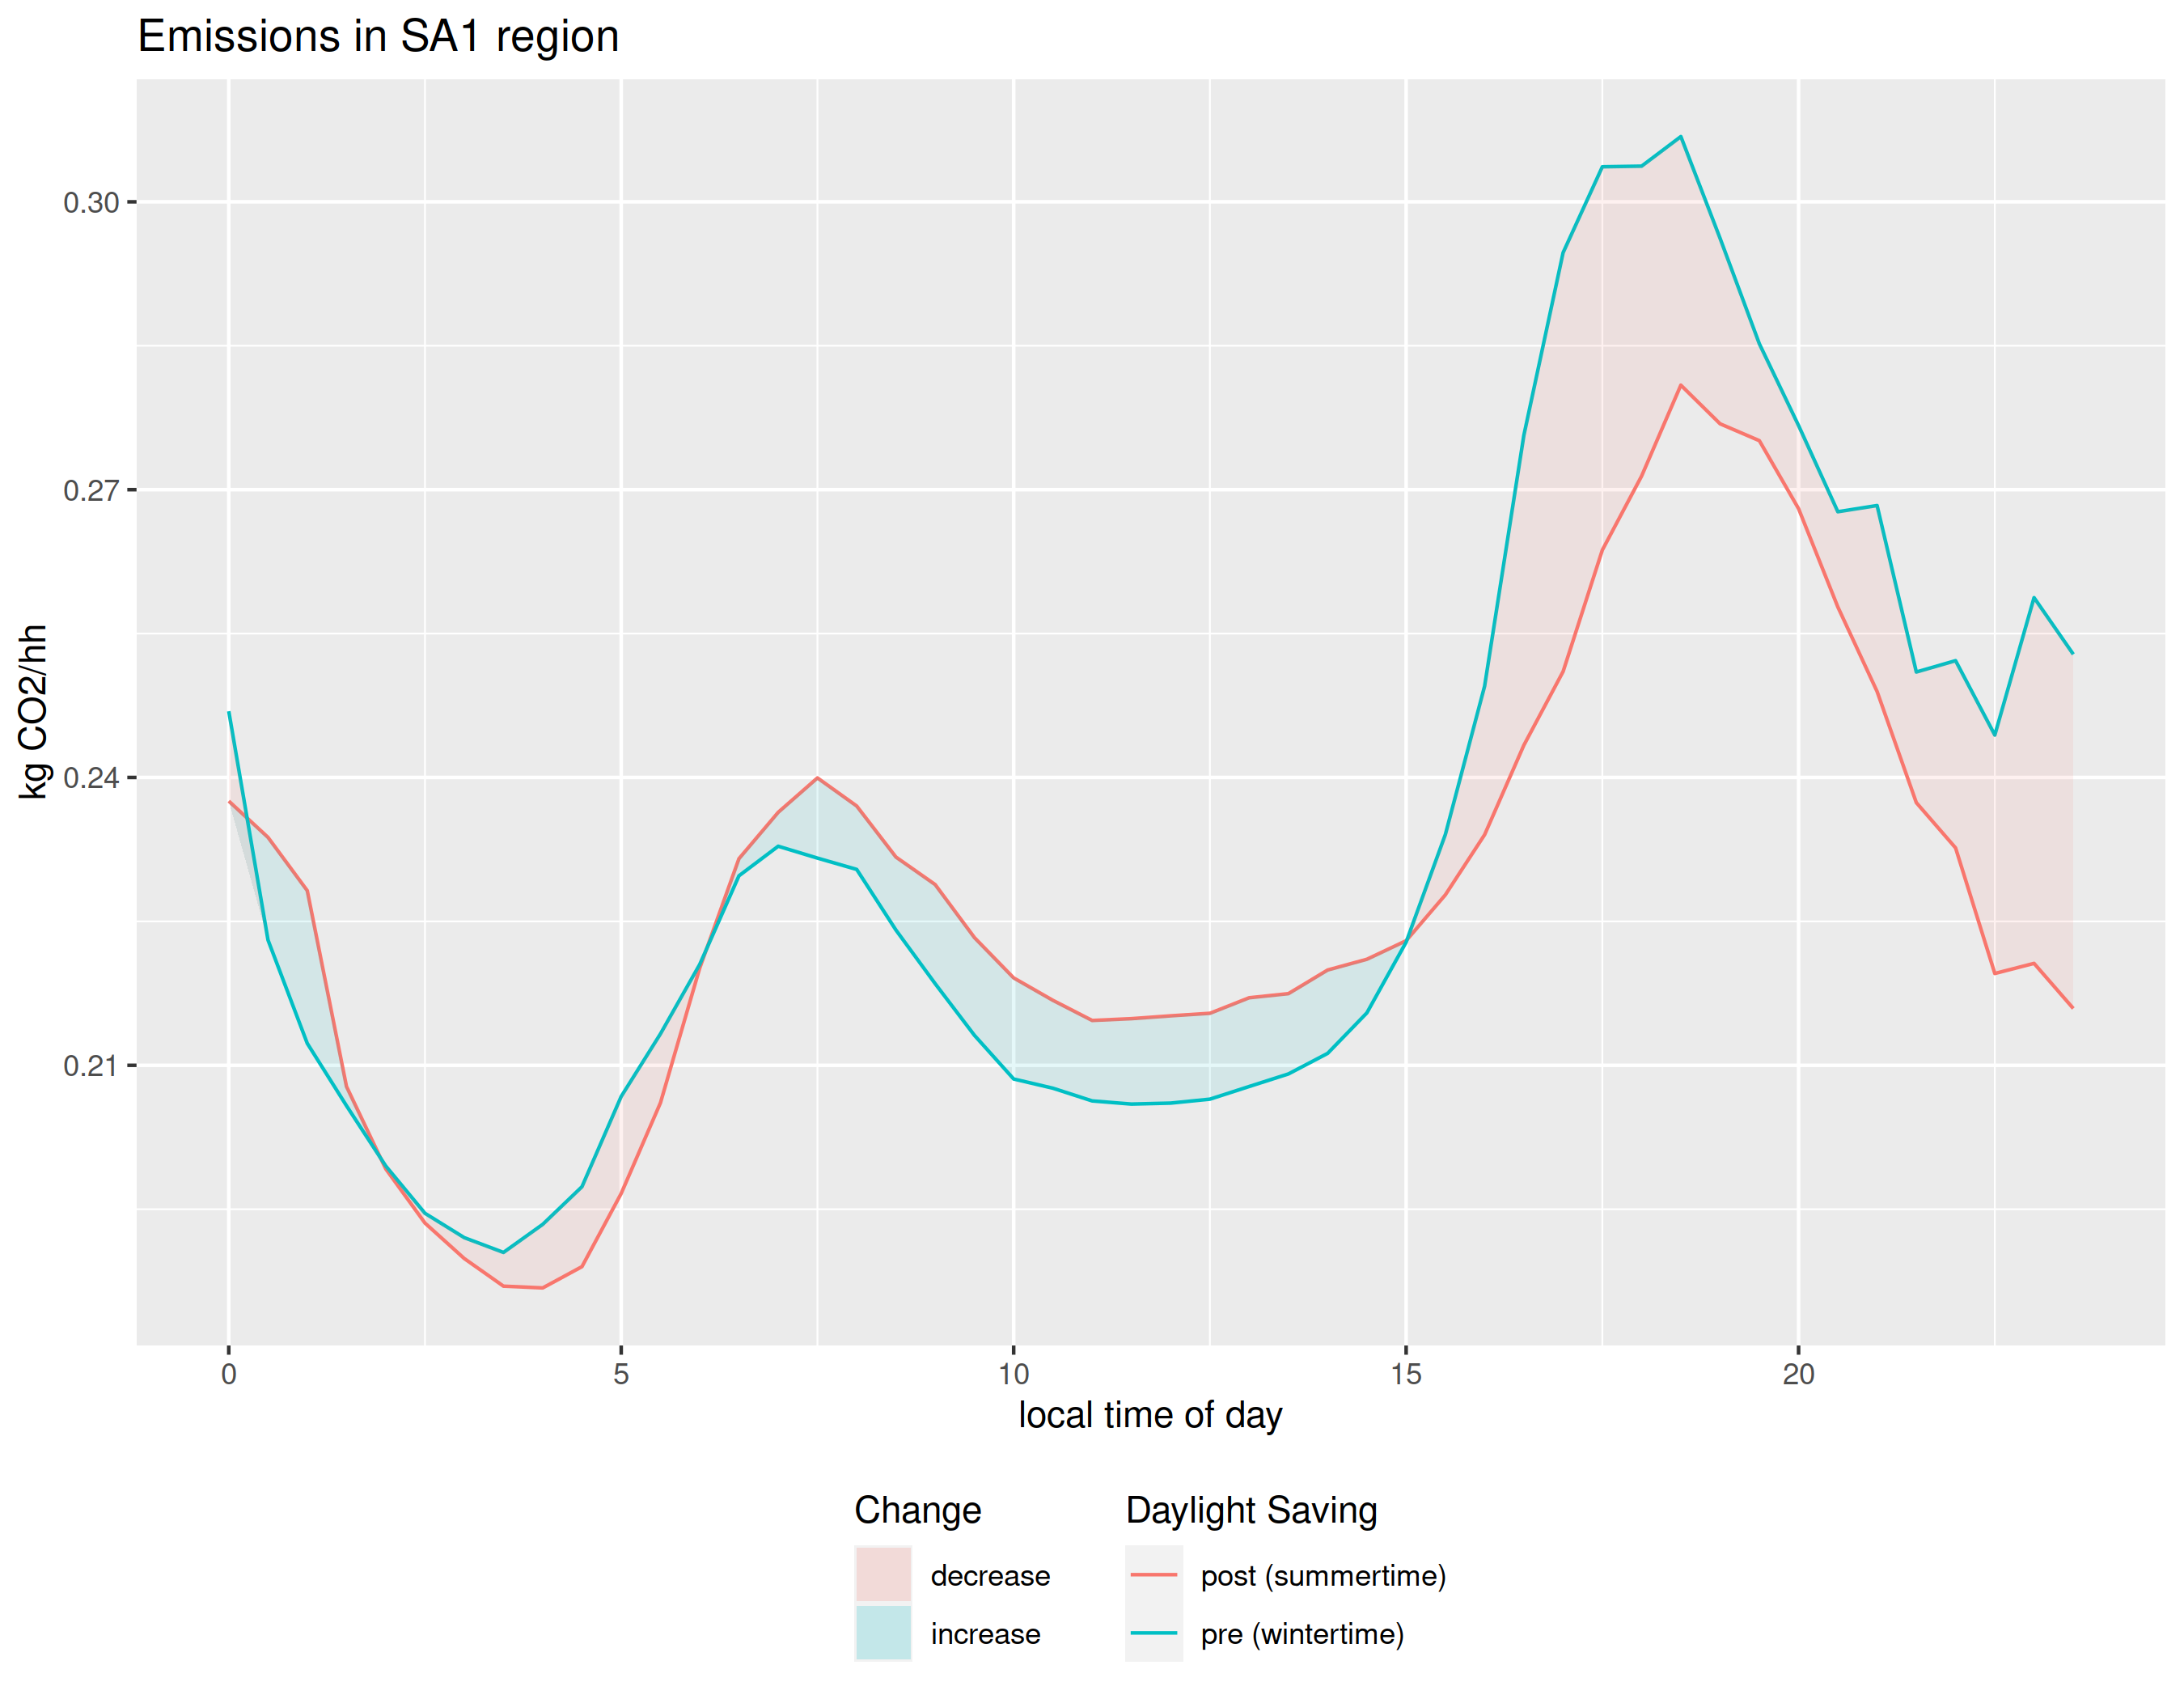 Emissions in SA1 region
kg CO2/hh
0.30
0.27
0.24
0.21
0 5 10 15 20
local time of day
Change
decrease
increase
Daylight Saving
post (summertime)
pre (wintertime)